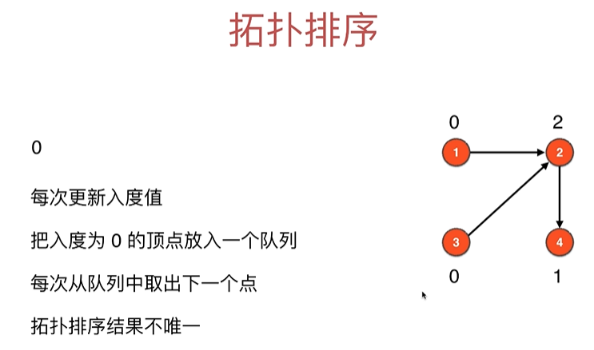 拓扑排序
0
每次更新入度值
把入度为 0 的顶点放入一个队列
每次从队列中取出下一个点
拓扑排序结果不唯一
0 2
1 2
3 4
0 1